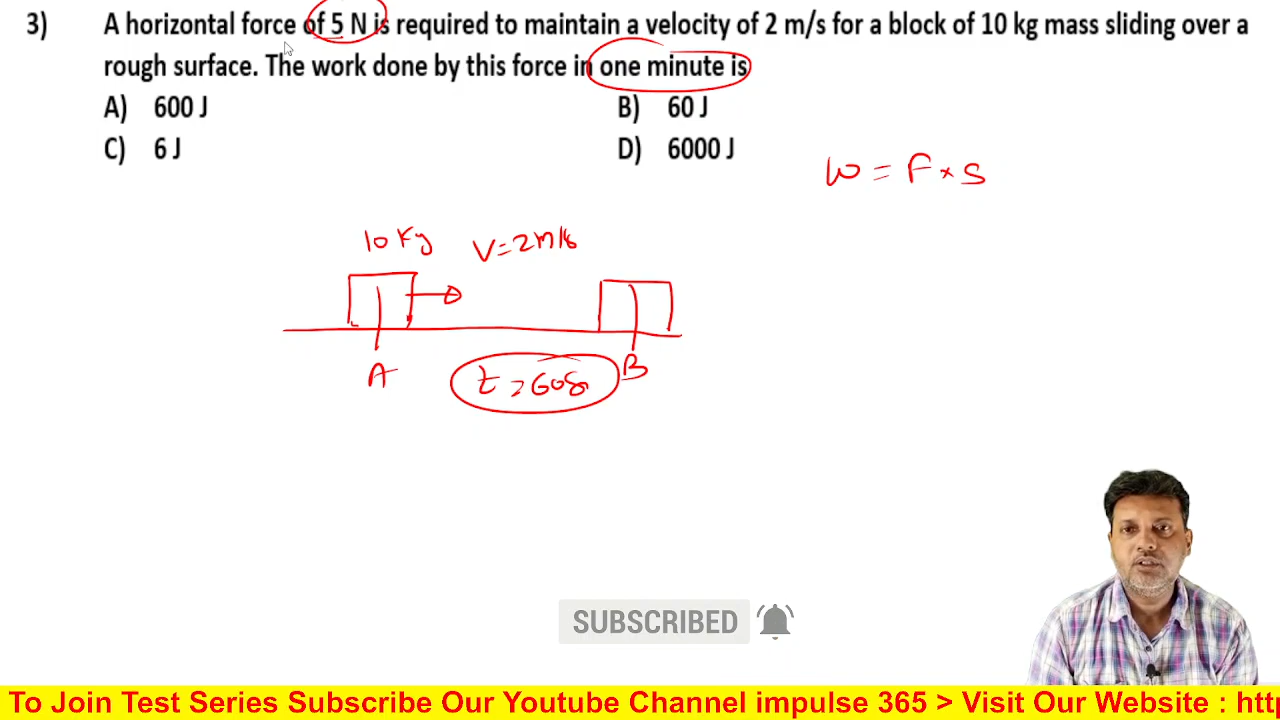 3) A horizontal force of 5 N is required to maintain a velocity of 2 m/s for a block of 10 kg mass sliding over a
rough surface. The work done by this force in one minute is
A) 600 J B) 60 J
C) 6 J D) 6000 J
W = F × S
10 Kg V = 2 m/s
A B
t = 60s
SUBSCRIBED
To Join Test Series Subscribe Our Youtube Channel impulse 365 > Visit Our Website : htt